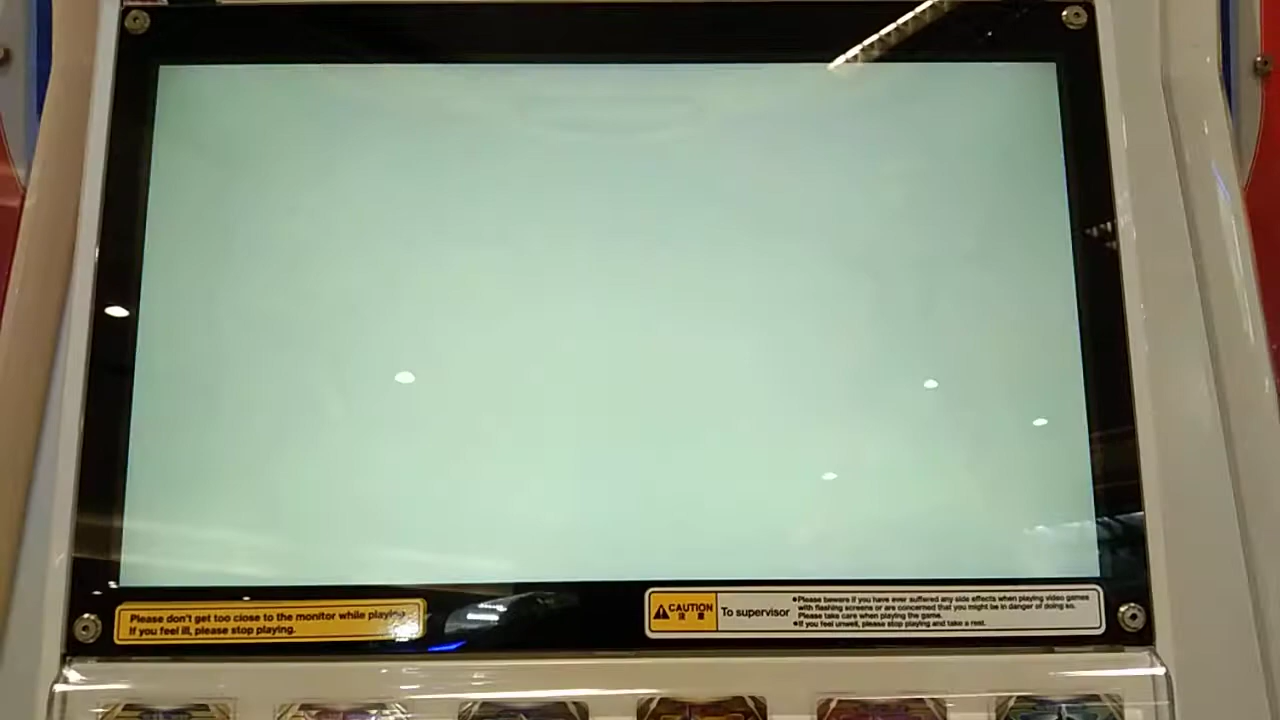 Please don't get too close to the monitor while playing.
If you feel ill, please stop playing.
CAUTION
注 意
To supervisor
•Please beware if you have ever suffered any side effects when playing video games
with flashing screens or are concerned that you might be in danger of doing so.
Please take care when playing the game.
•If you feel unwell, please stop playing and take a rest.